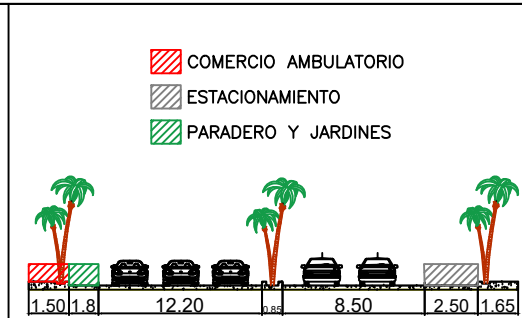 COMERCIO AMBULATORIO
ESTACIONAMIENTO
PARADERO Y JARDINES
1.50 1.8 12.20 0.85 8.50 2.50 1.65